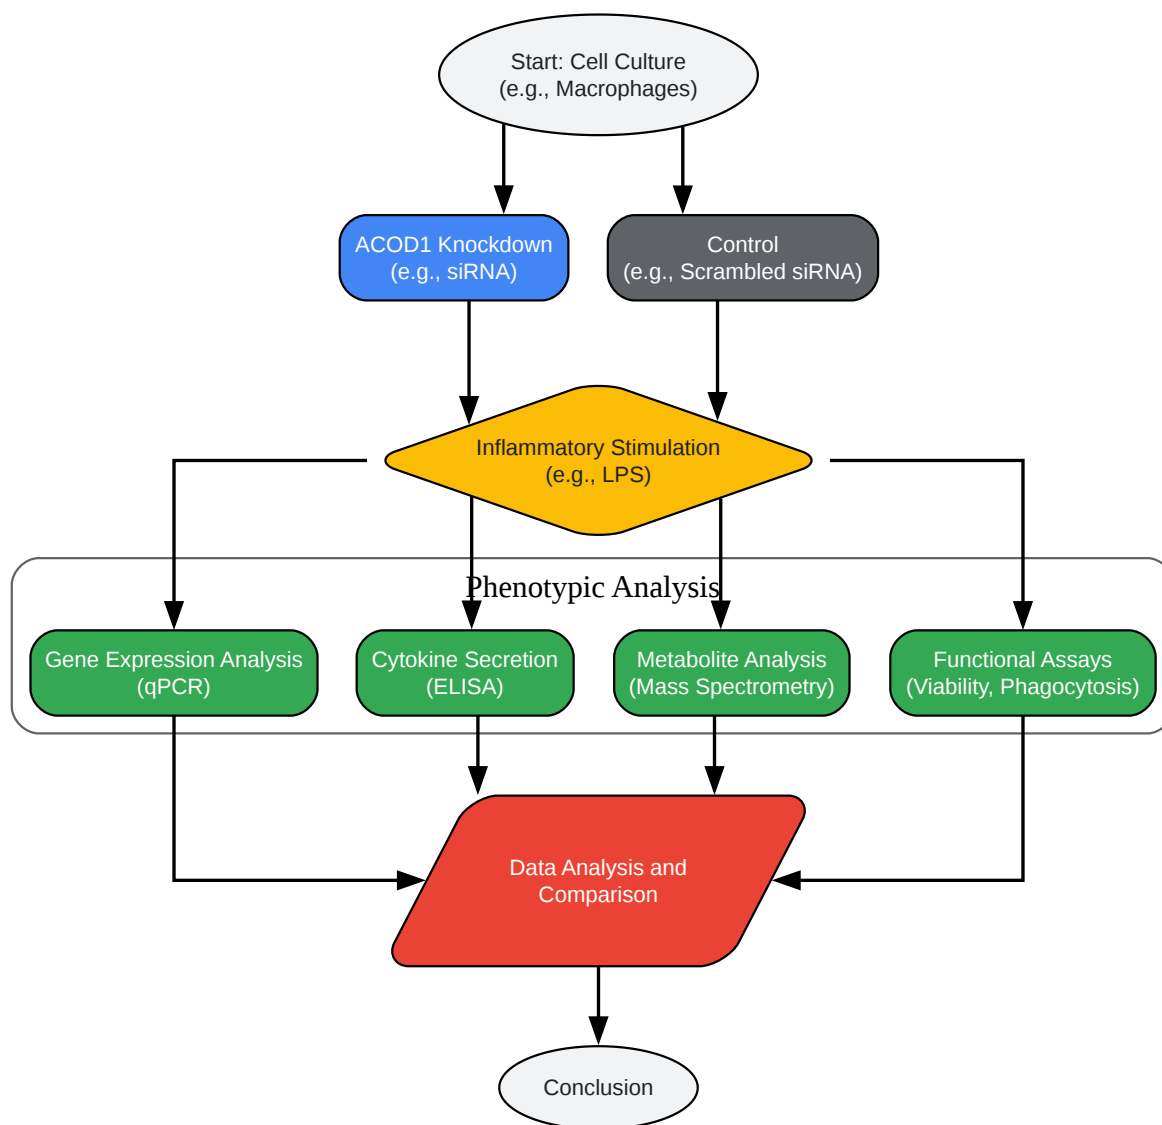 Start: Cell Culture
(e.g., Macrophages)
ACOD1 Knockdown
(e.g., siRNA)
Control
(e.g., Scrambled siRNA)
Inflammatory Stimulation
(e.g., LPS)
Phenotypic Analysis
Gene Expression Analysis
(qPCR)
Cytokine Secretion
(ELISA)
Metabolite Analysis
(Mass Spectrometry)
Functional Assays
(Viability, Phagocytosis)
Data Analysis and
Comparison
Conclusion